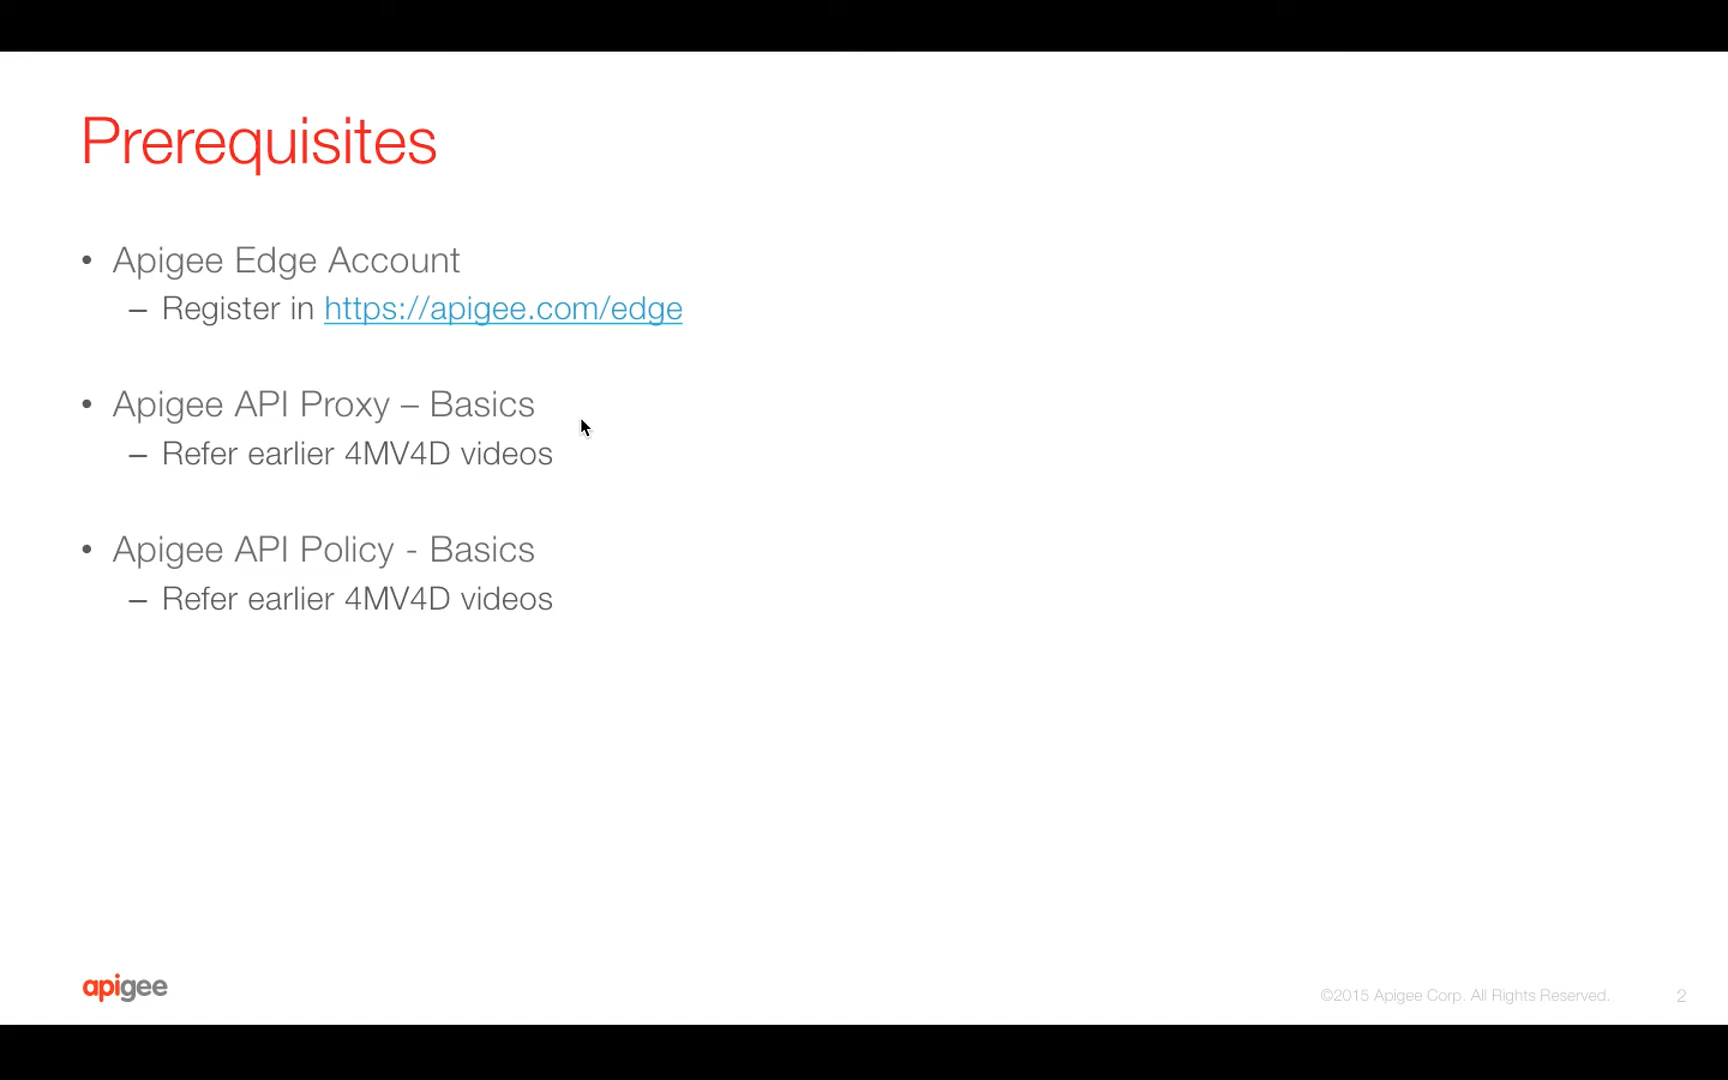 Prerequisites
• Apigee Edge Account
– Register in https://apigee.com/edge
• Apigee API Proxy – Basics
– Refer earlier 4MV4D videos
• Apigee API Policy - Basics
– Refer earlier 4MV4D videos
apigee
©2015 Apigee Corp. All Rights Reserved.
2